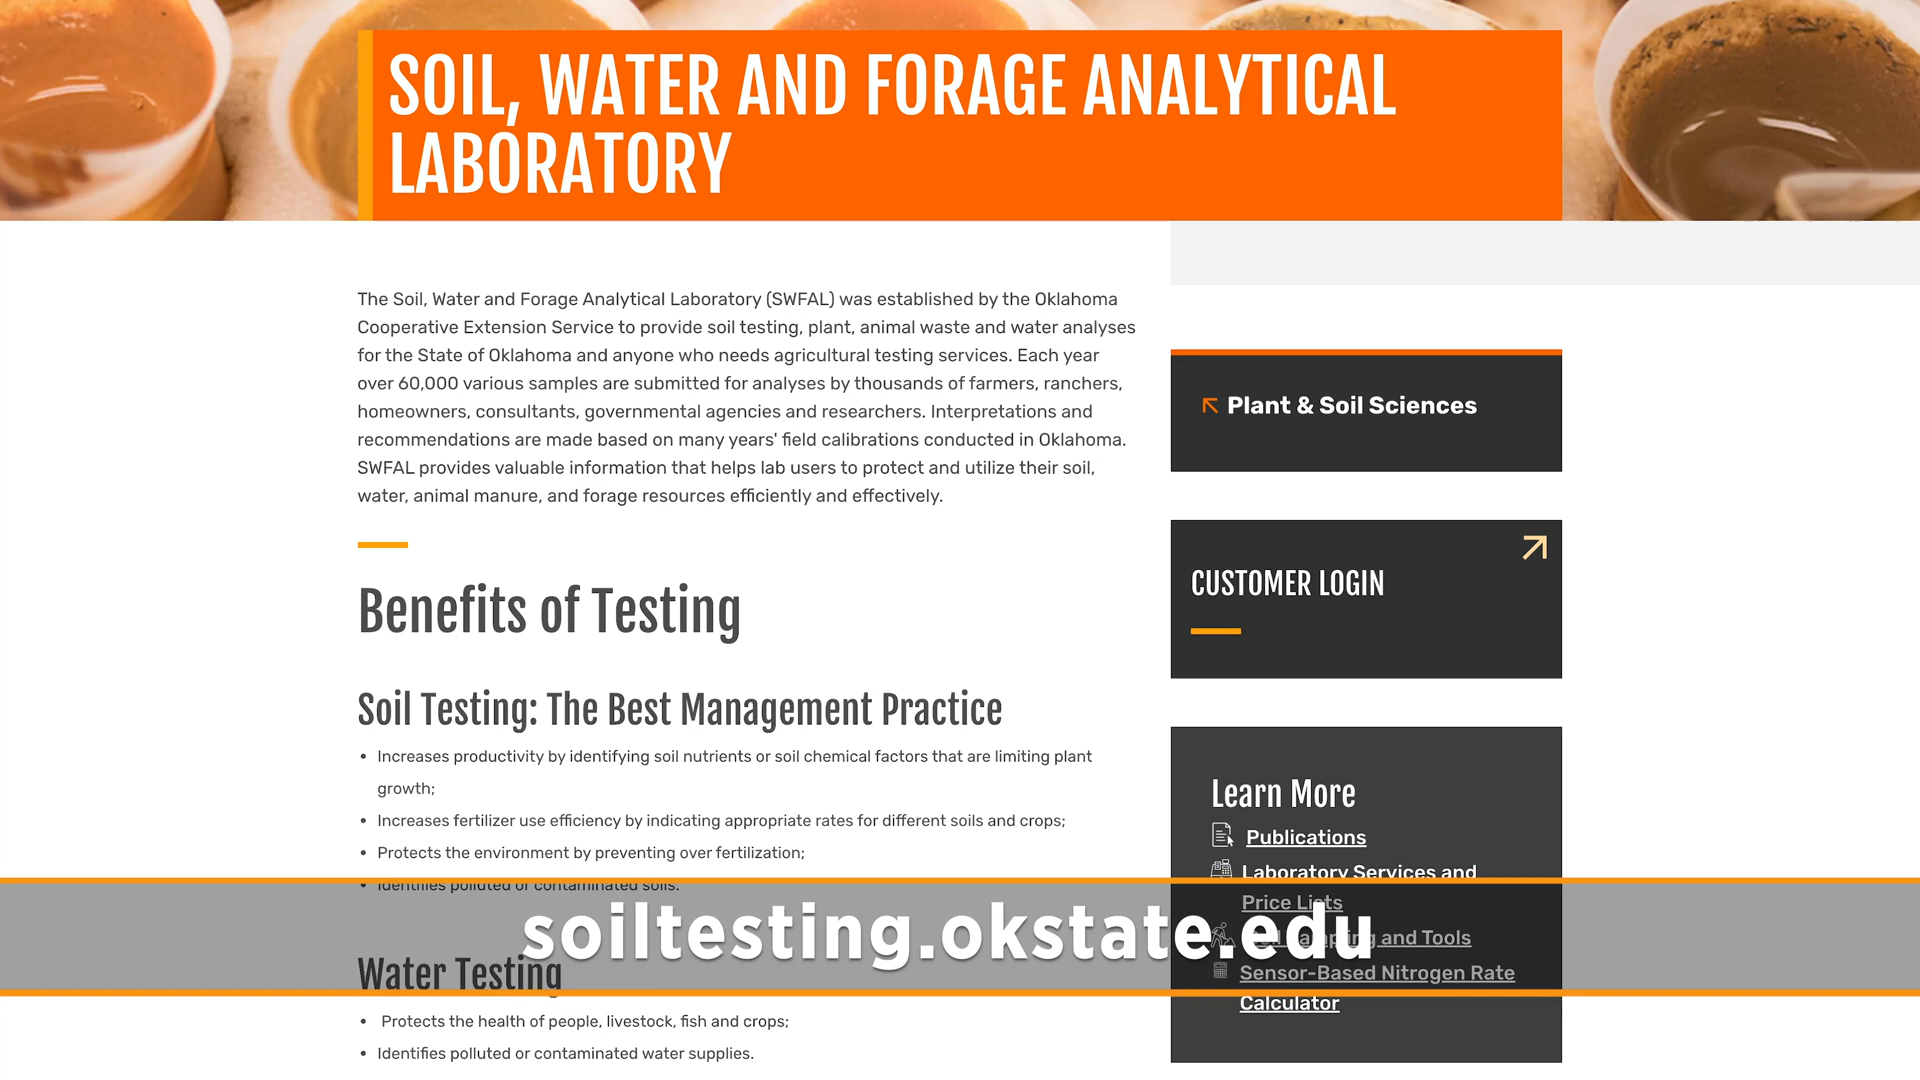 SOIL, WATER AND FORAGE ANALYTICAL
LABORATORY
The Soil, Water and Forage Analytical Laboratory (SWFAL) was established by the Oklahoma
Cooperative Extension Service to provide soil testing, plant, animal waste and water analyses
for the State of Oklahoma and anyone who needs agricultural testing services. Each year
over 60,000 various samples are submitted for analyses by thousands of farmers, ranchers,
homeowners, consultants, governmental agencies and researchers. Interpretations and
recommendations are made based on many years' field calibrations conducted in Oklahoma.
SWFAL provides valuable information that helps lab users to protect and utilize their soil,
water, animal manure, and forage resources efficiently and effectively.
Benefits of Testing
Soil Testing: The Best Management Practice
• Increases productivity by identifying soil nutrients or soil chemical factors that are limiting plant
growth;
• Increases fertilizer use efficiency by indicating appropriate rates for different soils and crops;
• Protects the environment by preventing over fertilization;
• Identifies polluted or contaminated soils.
Water Testing
• Protects the health of people, livestock, fish and crops;
• Identifies polluted or contaminated water supplies.
Plant & Soil Sciences
CUSTOMER LOGIN
Learn More
Publications
Laboratory Services and
Price Lists
and Tools
Sensor-Based Nitrogen Rate
Calculator
soiltesting.okstate.edu